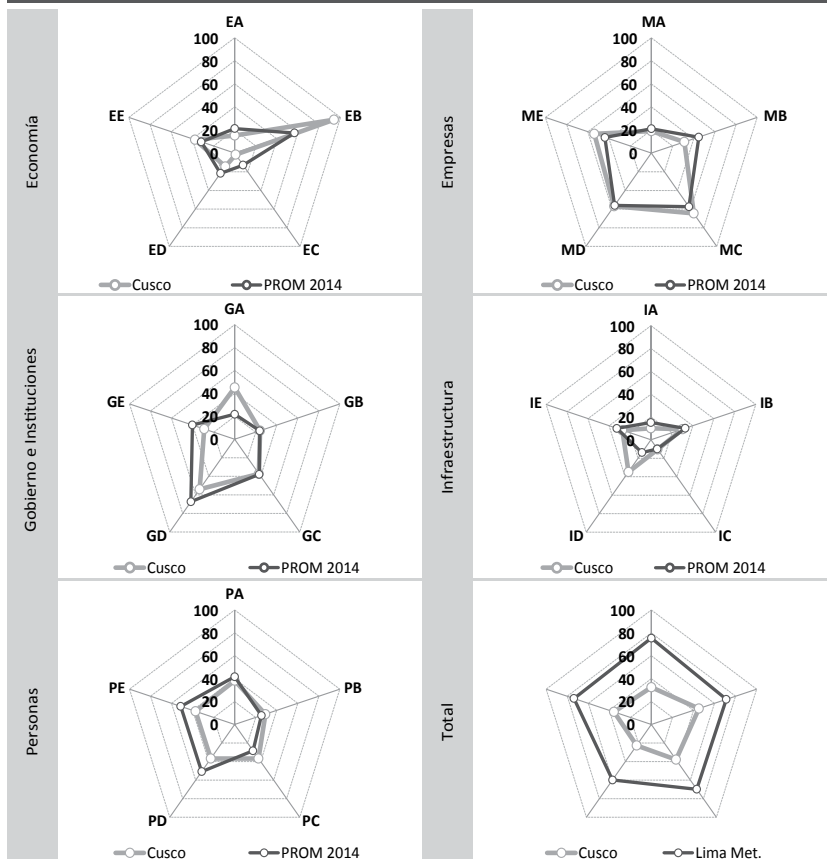 Economía
EA
100
80
60
40
20
0
EB
EC
ED
EE
Cusco
PROM 2014
Empresas
MA
100
80
60
40
20
0
MB
MC
MD
ME
Cusco
PROM 2014
Gobierno e Instituciones
GA
100
80
60
40
20
0
GB
GC
GD
GE
Cusco
PROM 2014
Infraestructura
IA
100
80
60
40
20
0
IB
IC
ID
IE
Cusco
PROM 2014
Personas
PA
100
80
60
40
20
0
PB
PC
PD
PE
Cusco
PROM 2014
Total
100
80
60
40
20
0
Cusco
Lima Met.